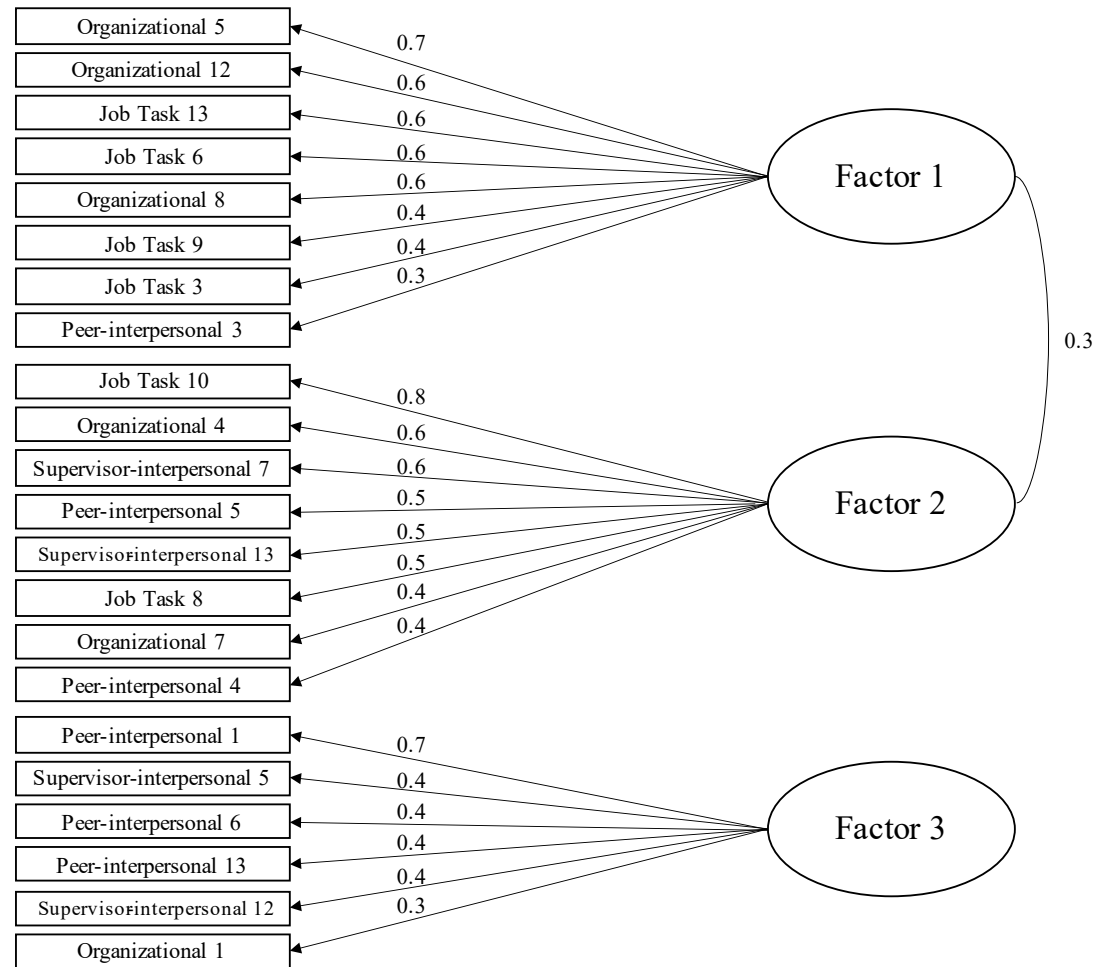 Organizational 5
0.7
Organizational 12
0.6
Job Task 13
0.6
Job Task 6
0.6
Organizational 8
0.6
Job Task 9
0.4
Job Task 3
0.4
Peer-interpersonal 3
0.3
Factor 1
0.3
Job Task 10
0.8
Organizational 4
0.6
Supervisor-interpersonal 7
0.6
Peer-interpersonal 5
0.5
Supervisor-interpersonal 13
0.5
Job Task 8
0.5
Organizational 7
0.4
Peer-interpersonal 4
0.4
Factor 2
Peer-interpersonal 1
0.7
Supervisor-interpersonal 5
0.4
Peer-interpersonal 6
0.4
Peer-interpersonal 13
0.4
Supervisor-interpersonal 12
0.4
Organizational 1
0.3
Factor 3